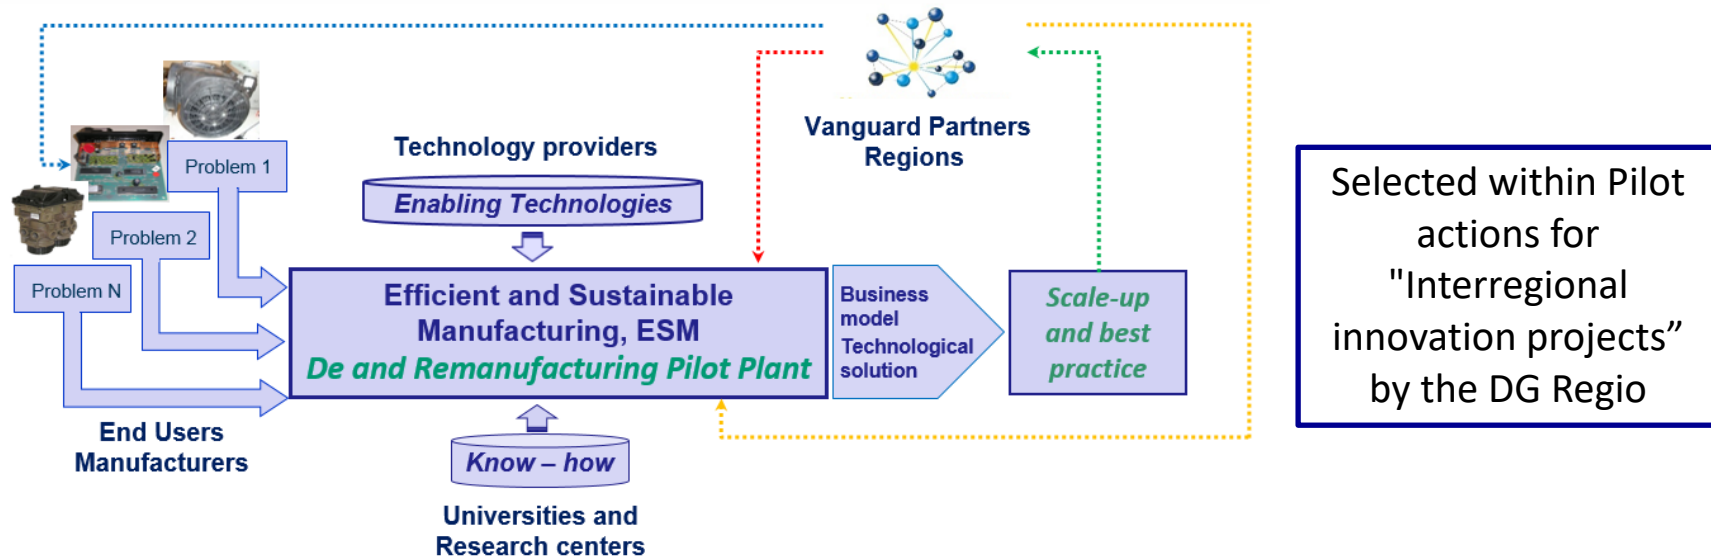 Vanguard Partners
Regions
Technology providers
Enabling Technologies
Problem 1
Problem 2
Problem N
End Users
Manufacturers
Efficient and Sustainable
Manufacturing, ESM
De and Remanufacturing Pilot Plant
Know – how
Universities and
Research centers
Business
model
Technological
solution
Scale-up
and best
practice
Selected within Pilot
actions for
"Interregional
innovation projects”
by the DG Regio